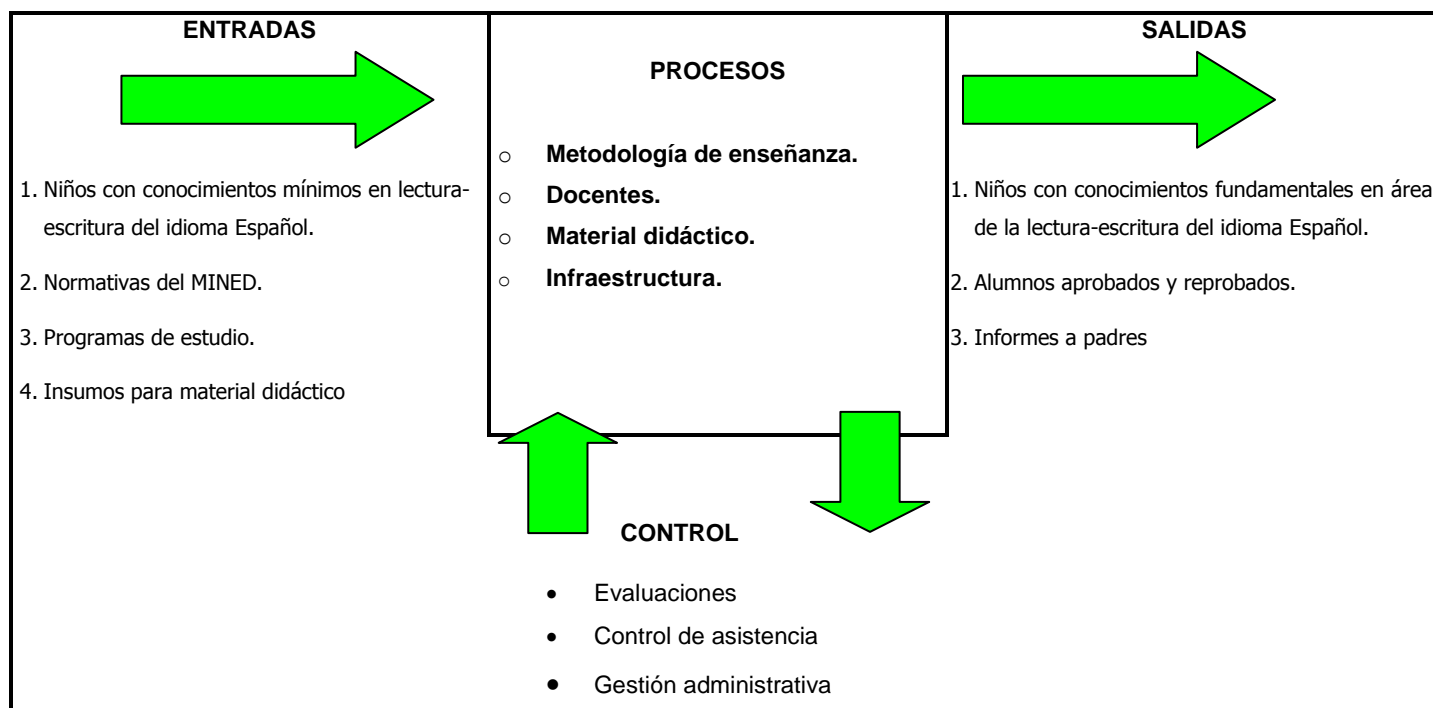 ENTRADAS
1. Niños con conocimientos mínimos en lectura-
escritura del idioma Español.
2. Normativas del MINED.
3. Programas de estudio.
4. Insumos para material didáctico
PROCESOS
o Metodología de enseñanza.
o Docentes.
o Material didáctico.
o Infraestructura.
SALIDAS
1. Niños con conocimientos fundamentales en área
de la lectura-escritura del idioma Español.
2. Alumnos aprobados y reprobados.
3. Informes a padres
CONTROL
• Evaluaciones
• Control de asistencia
• Gestión administrativa